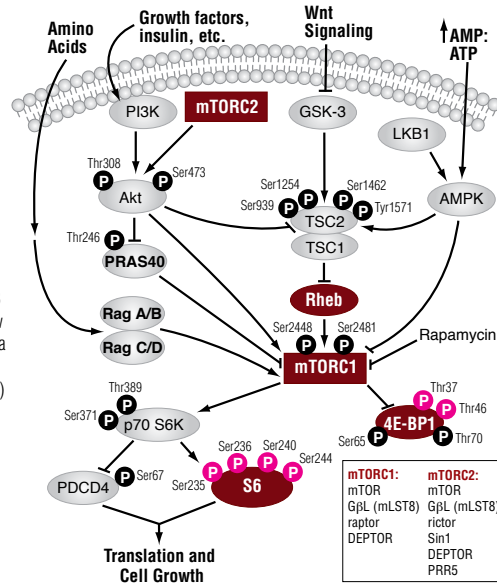 Amino
Acids
Growth factors,
insulin, etc.
Wnt
Signaling
AMP:
ATP
PI3K
mTORC2
GSK-3
LKB1
Thr308
P
P
Ser473
Akt
Ser1254
Ser1462
Ser939
P
P
P
P
Tyr1571
TSC2
TSC1
AMPK
Thr246
P
PRAS40
Rheb
Rag A/B
Rag C/D
Ser2448
Ser2481
P
P
mTORC1
Rapamycin
Thr389
Ser371
P
P
p70 S6K
Thr37
P
P
Thr46
4E-BP1
Ser65
P
P
Thr70
Ser236
Ser240
Ser235
P
P
P
P
Ser244
S6
PDCD4
P
Ser67
Translation and
Cell Growth
mTORC1:
mTOR
GβL (mLST8)
raptor
DEPTOR
mTORC2:
mTOR
GβL (mLST8)
rictor
Sin1
DEPTOR
PRR5